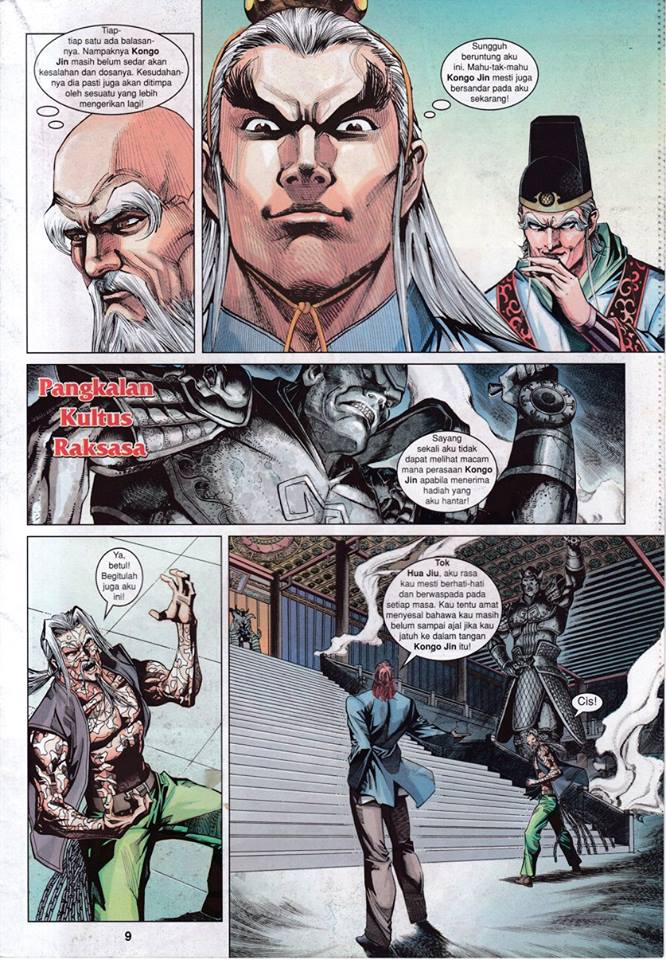 Tiap-
tiap satu ada balasan-
nya. Nampaknya Kongo
Jin masih belum sedar akan
kesalahan dan dosanya. Kesudahan-
nya dia pasti juga akan ditimpa
oleh sesuatu yang lebih
mengerikan lagi!
Sungguh
beruntung aku
ini. Mahu-tak-mahu
Kongo Jin mesti juga
bersandar pada aku
sekarang!
Pangkalan
Kultus
Raksasa
Sayang
sekali aku tidak
dapat melihat macam
mana perasaan Kongo
Jin apabila menerima
hadiah yang
aku hantar!
Ya,
betul!
Begitulah
juga aku
ini!
Tok
Hua Jiu, aku rasa
kau mesti berhati-hati
dan berwaspada pada
setiap masa. Kau tentu amat
menyesal bahawa kau masih
belum sampai ajal jika kau
jatuh ke dalam tangan
Kongo Jin itu!
Cis!
9